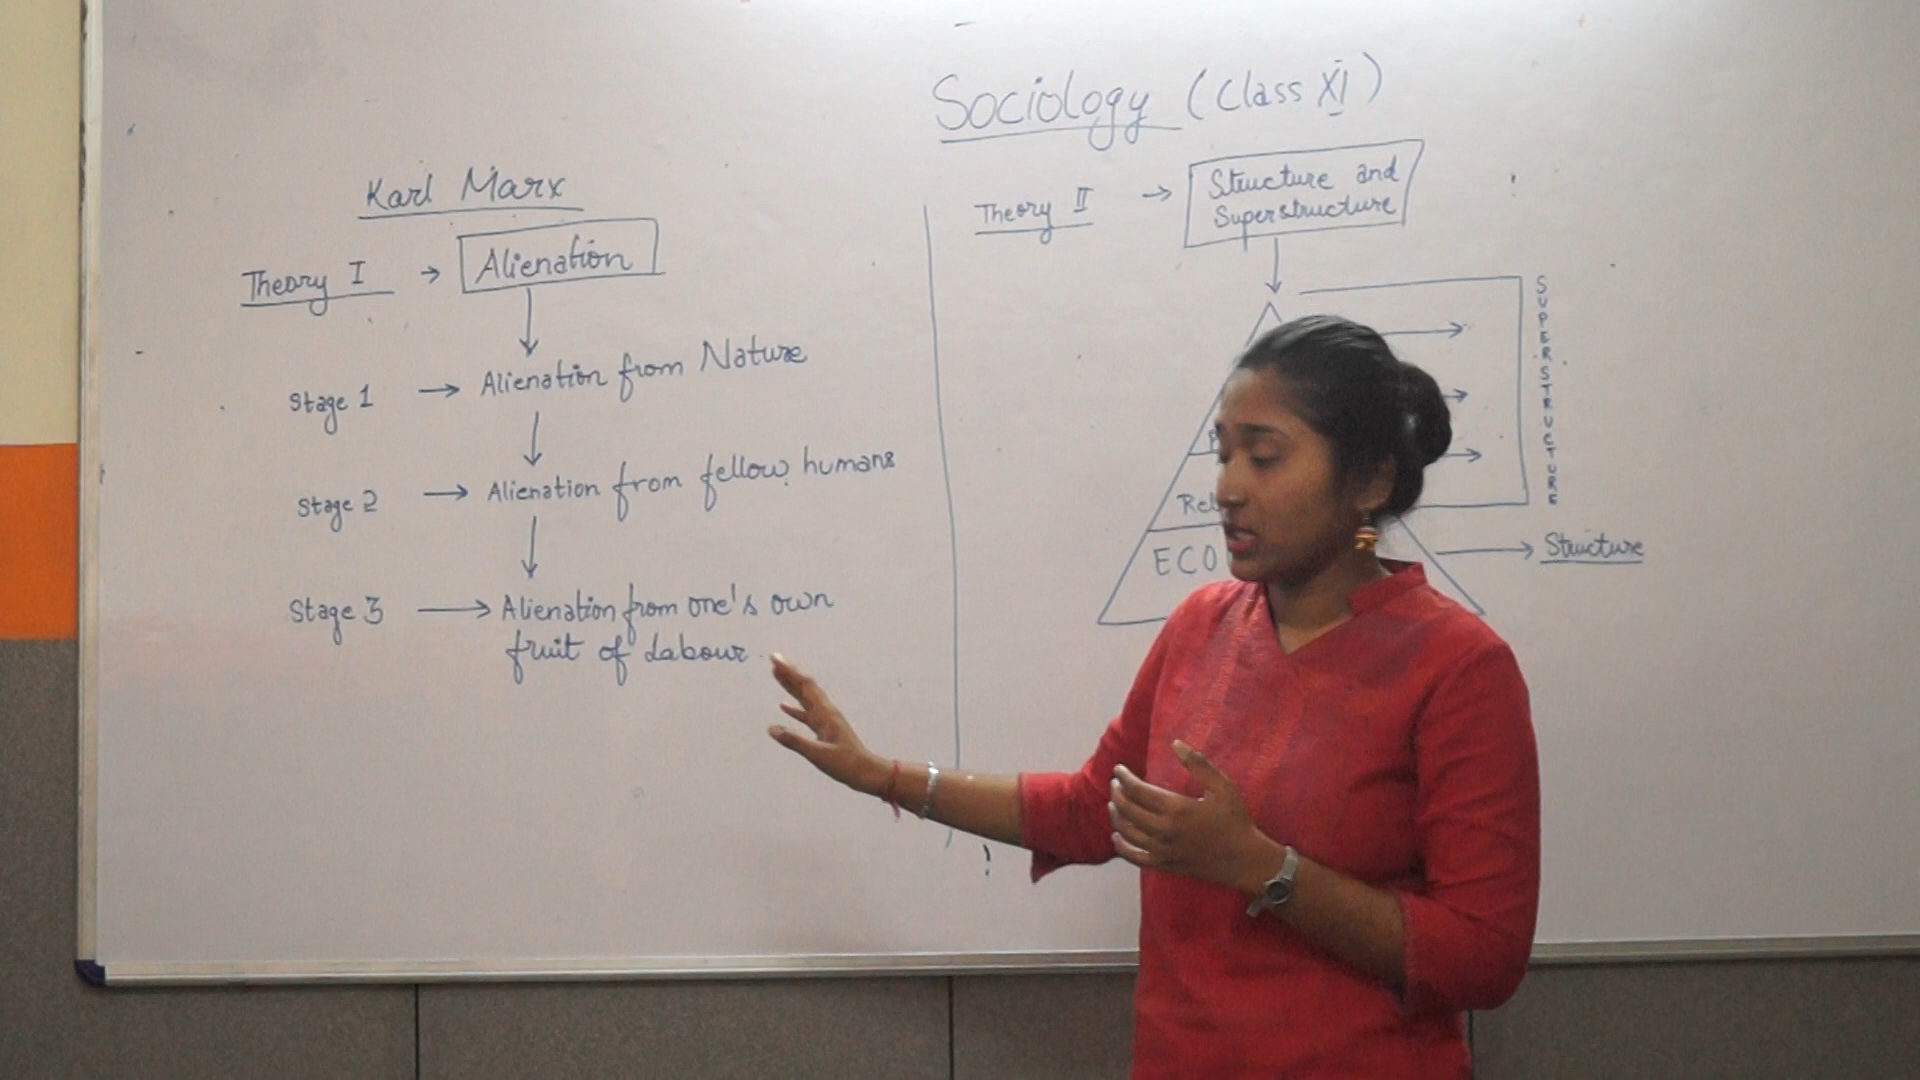 Sociology (Class XI)
Karl Marx
Theory I → Alienation
Stage 1 → Alienation from Nature
Stage 2 → Alienation from fellow humans
Stage 3 → Alienation from one's own
fruit of Labour
Theory II → Structure and
Superstructure
SUPERSTRUCTURE
Rel
ECO
→ Structure